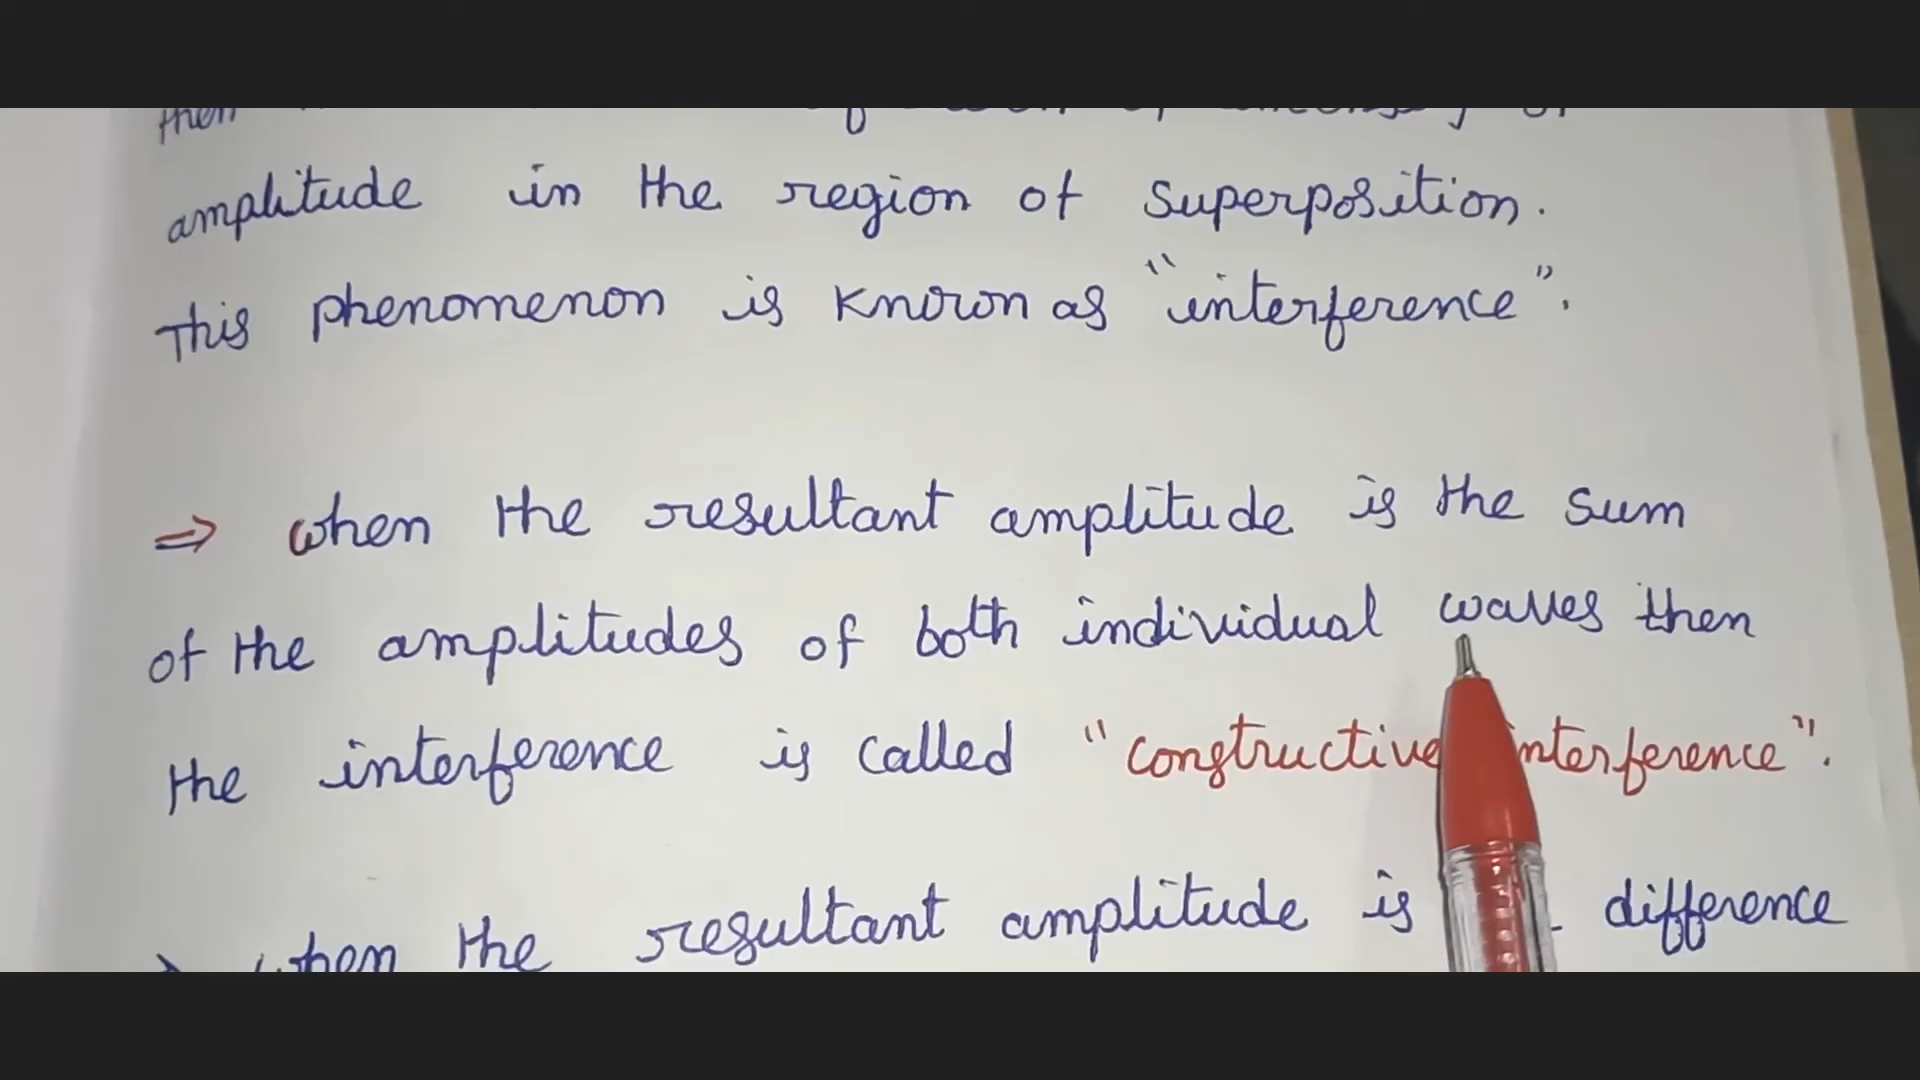 then
amplitude in the region of superposition.
This phenomenon is known as "interference".
⇒ when the resultant amplitude is the sum
of the amplitudes of both individual waves then
the interference is called "constructive interference".
when the resultant amplitude is difference